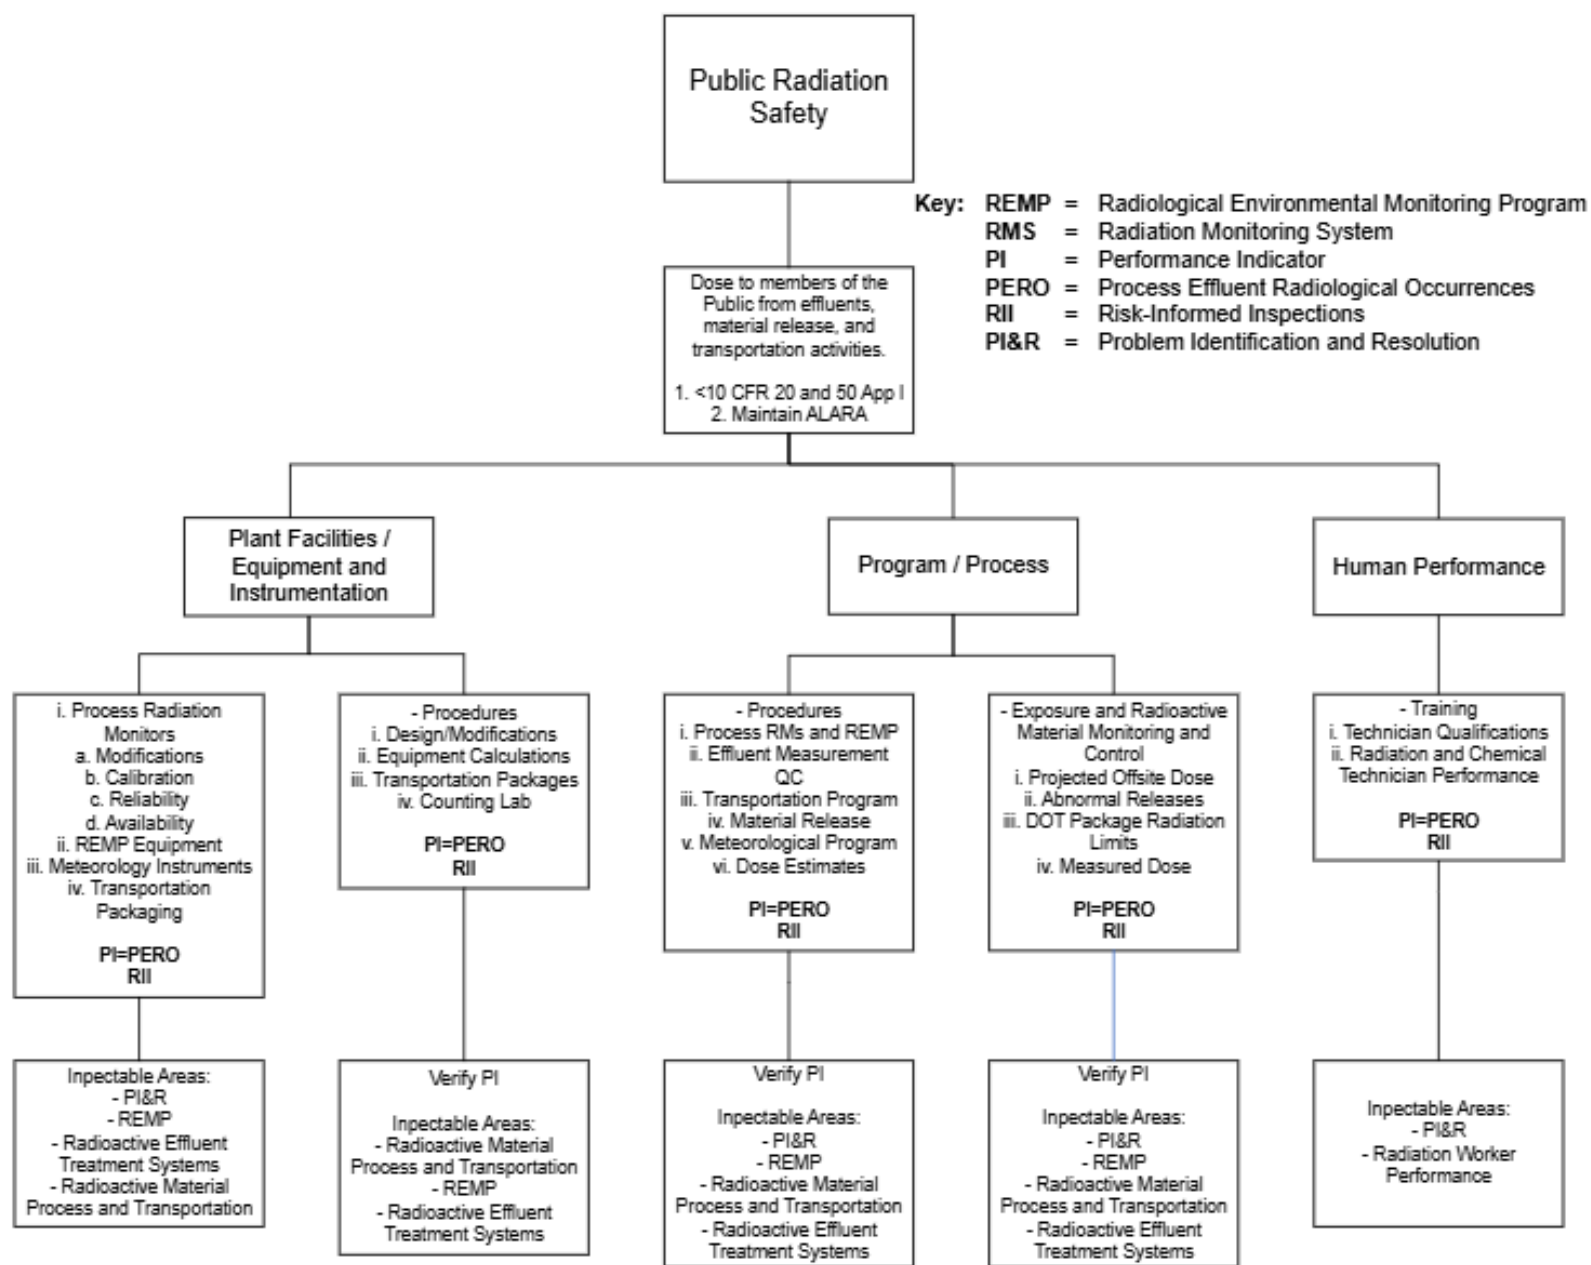 Public Radiation
Safety
Key: REMP = Radiological Environmental Monitoring Program
RMS = Radiation Monitoring System
PI = Performance Indicator
PERO = Process Effluent Radiological Occurrences
RII = Risk-Informed Inspections
PI&R = Problem Identification and Resolution
Dose to members of the
Public from effluents,
material release, and
transportation activities.
1. <10 CFR 20 and 50 App I
2. Maintain ALARA
Plant Facilities /
Equipment and
Instrumentation
Program / Process
Human Performance
i. Process Radiation
Monitors
a. Modifications
b. Calibration
c. Reliability
d. Availability
ii. REMP Equipment
iii. Meteorology Instruments
iv. Transportation
Packaging
PI=PERO
RII
- Procedures
i. Design/Modifications
ii. Equipment Calculations
iii. Transportation Packages
iv. Counting Lab
PI=PERO
RII
- Procedures
i. Process RMs and REMP
ii. Effluent Measurement
QC
iii. Transportation Program
iv. Material Release
v. Meteorological Program
vi. Dose Estimates
PI=PERO
RII
- Exposure and Radioactive
Material Monitoring and
Control
i. Projected Offsite Dose
ii. Abnormal Releases
iii. DOT Package Radiation
Limits
iv. Measured Dose
PI=PERO
RII
- Training
i. Technician Qualifications
ii. Radiation and Chemical
Technician Performance
PI=PERO
RII
Inpectable Areas:
- PI&R
- REMP
- Radioactive Effluent
Treatment Systems
- Radioactive Material
Process and Transportation
Verify PI
Inpectable Areas:
- Radioactive Material
Process and Transportation
- REMP
- Radioactive Effluent
Treatment Systems
Verify PI
Inpectable Areas:
- PI&R
- REMP
- Radioactive Material
Process and Transportation
- Radioactive Effluent
Treatment Systems
Verify PI
Inpectable Areas:
- PI&R
- REMP
- Radioactive Material
Process and Transportation
- Radioactive Effluent
Treatment Systems
Inpectable Areas:
- PI&R
- Radiation Worker
Performance